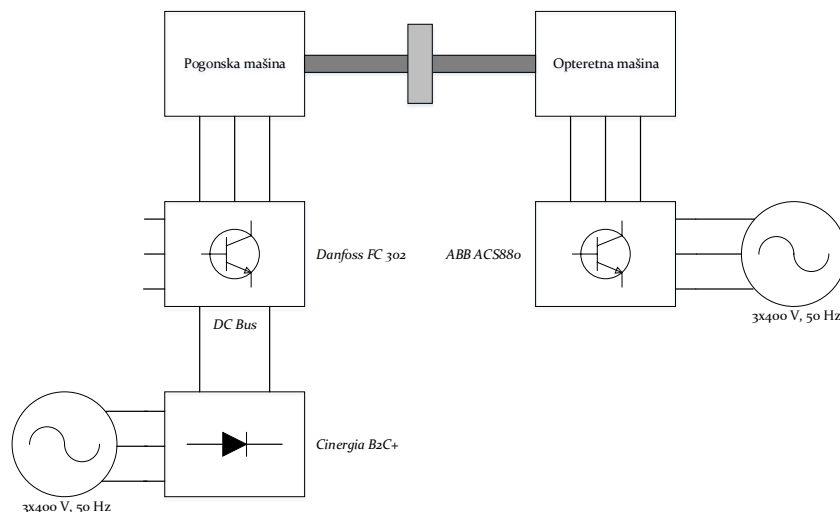 Pogonska mašina
Opteretna mašina
Danfoss FC 302
ABB ACS880
3x400 V, 50 Hz
DC Bus
Cinergia B2C+
3x400 V, 50 Hz